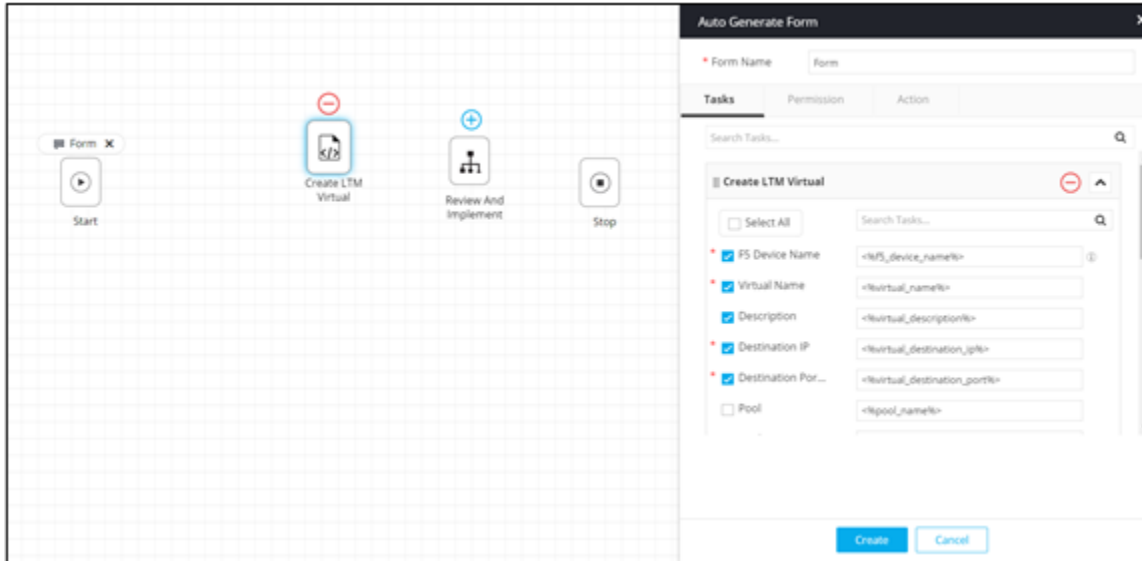 Auto Generate Form
* Form Name
Form
Tasks
Permission
Action
Search Tasks...
Form X
Start
Create LTM
Virtual
Review And
Implement
Stop
Create LTM Virtual
Select All
Search Tasks...
* F5 Device Name
<%f5_device_name%>
* Virtual Name
<%virtual_name%>
Description
<%virtual_description%>
* Destination IP
<%virtual_destination_ip%>
* Destination Por...
<%virtual_destination_port%>
Pool
<%pool_name%>
Create
Cancel